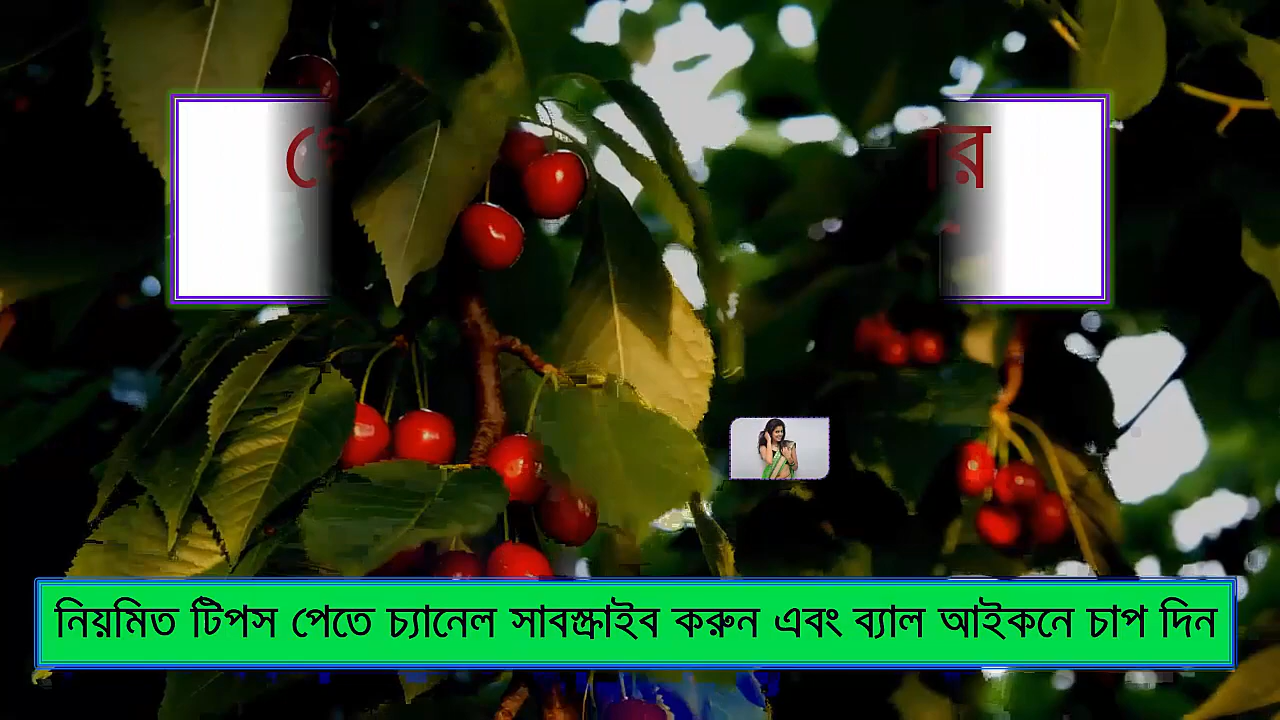 নিয়মিত টিপস পেতে চ্যানেল সাবস্ক্রাইব করুন এবং ব্যাল আইকনে চাপ দিন